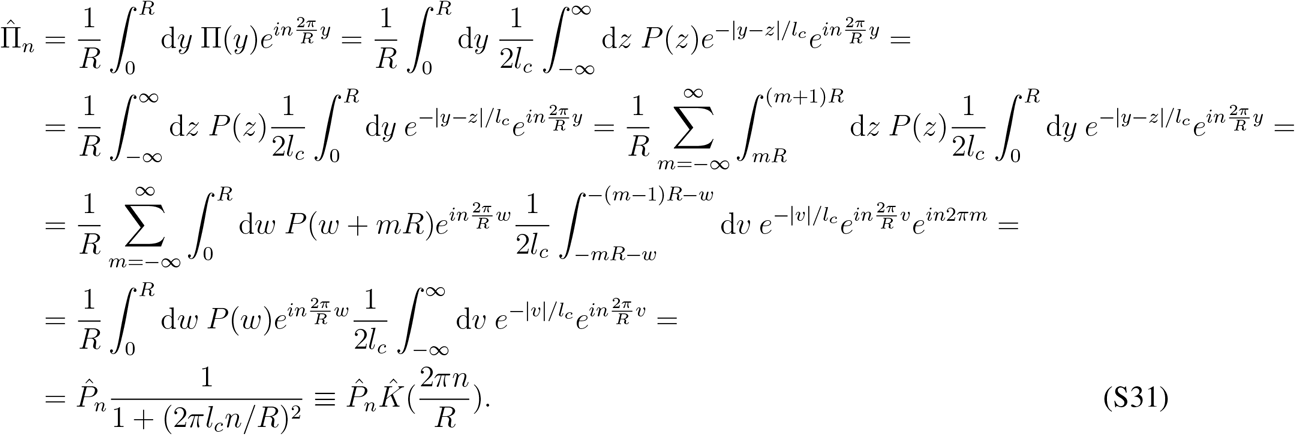 \hat{\Pi}_n = \frac{1}{R} \int_0^R \mathrm{d}y \, \Pi(y) e^{in\frac{2\pi}{R}y} = \frac{1}{R} \int_0^R \mathrm{d}y \, \frac{1}{2l_c} \int_{-\infty}^{\infty} \mathrm{d}z \, P(z) e^{-|y-z|/l_c} e^{in\frac{2\pi}{R}y} =
= \frac{1}{R} \int_{-\infty}^{\infty} \mathrm{d}z \, P(z) \frac{1}{2l_c} \int_0^R \mathrm{d}y \, e^{-|y-z|/l_c} e^{in\frac{2\pi}{R}y} = \frac{1}{R} \sum_{m=-\infty}^{\infty} \int_{mR}^{(m+1)R} \mathrm{d}z \, P(z) \frac{1}{2l_c} \int_0^R \mathrm{d}y \, e^{-|y-z|/l_c} e^{in\frac{2\pi}{R}y} =
= \frac{1}{R} \sum_{m=-\infty}^{\infty} \int_0^R \mathrm{d}w \, P(w+mR) e^{in\frac{2\pi}{R}w} \frac{1}{2l_c} \int_{-mR-w}^{-(m-1)R-w} \mathrm{d}v \, e^{-|v|/l_c} e^{in\frac{2\pi}{R}v} e^{in2\pi m} =
= \frac{1}{R} \int_0^R \mathrm{d}w \, P(w) e^{in\frac{2\pi}{R}w} \frac{1}{2l_c} \int_{-\infty}^{\infty} \mathrm{d}v \, e^{-|v|/l_c} e^{in\frac{2\pi}{R}v} =
= \hat{P}_n \frac{1}{1+(2\pi l_c n/R)^2} \equiv \hat{P}_n \hat{K}(\frac{2\pi n}{R}). (S31)